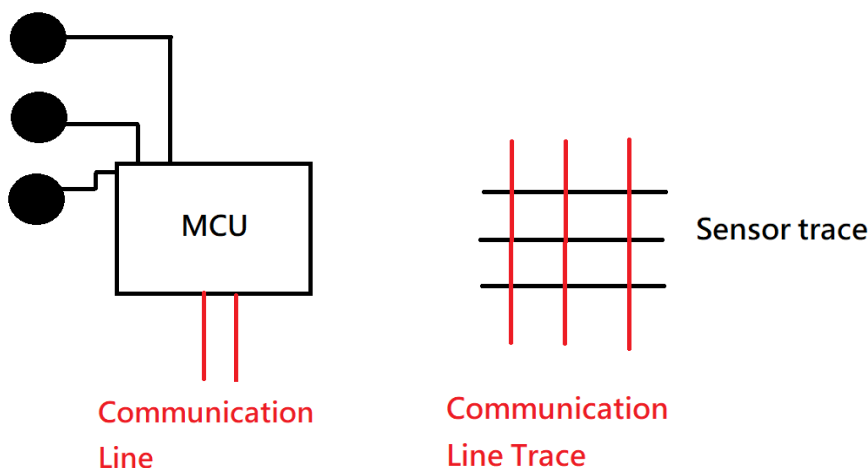 MCU
Sensor trace
Communication
Line
Communication
Line Trace